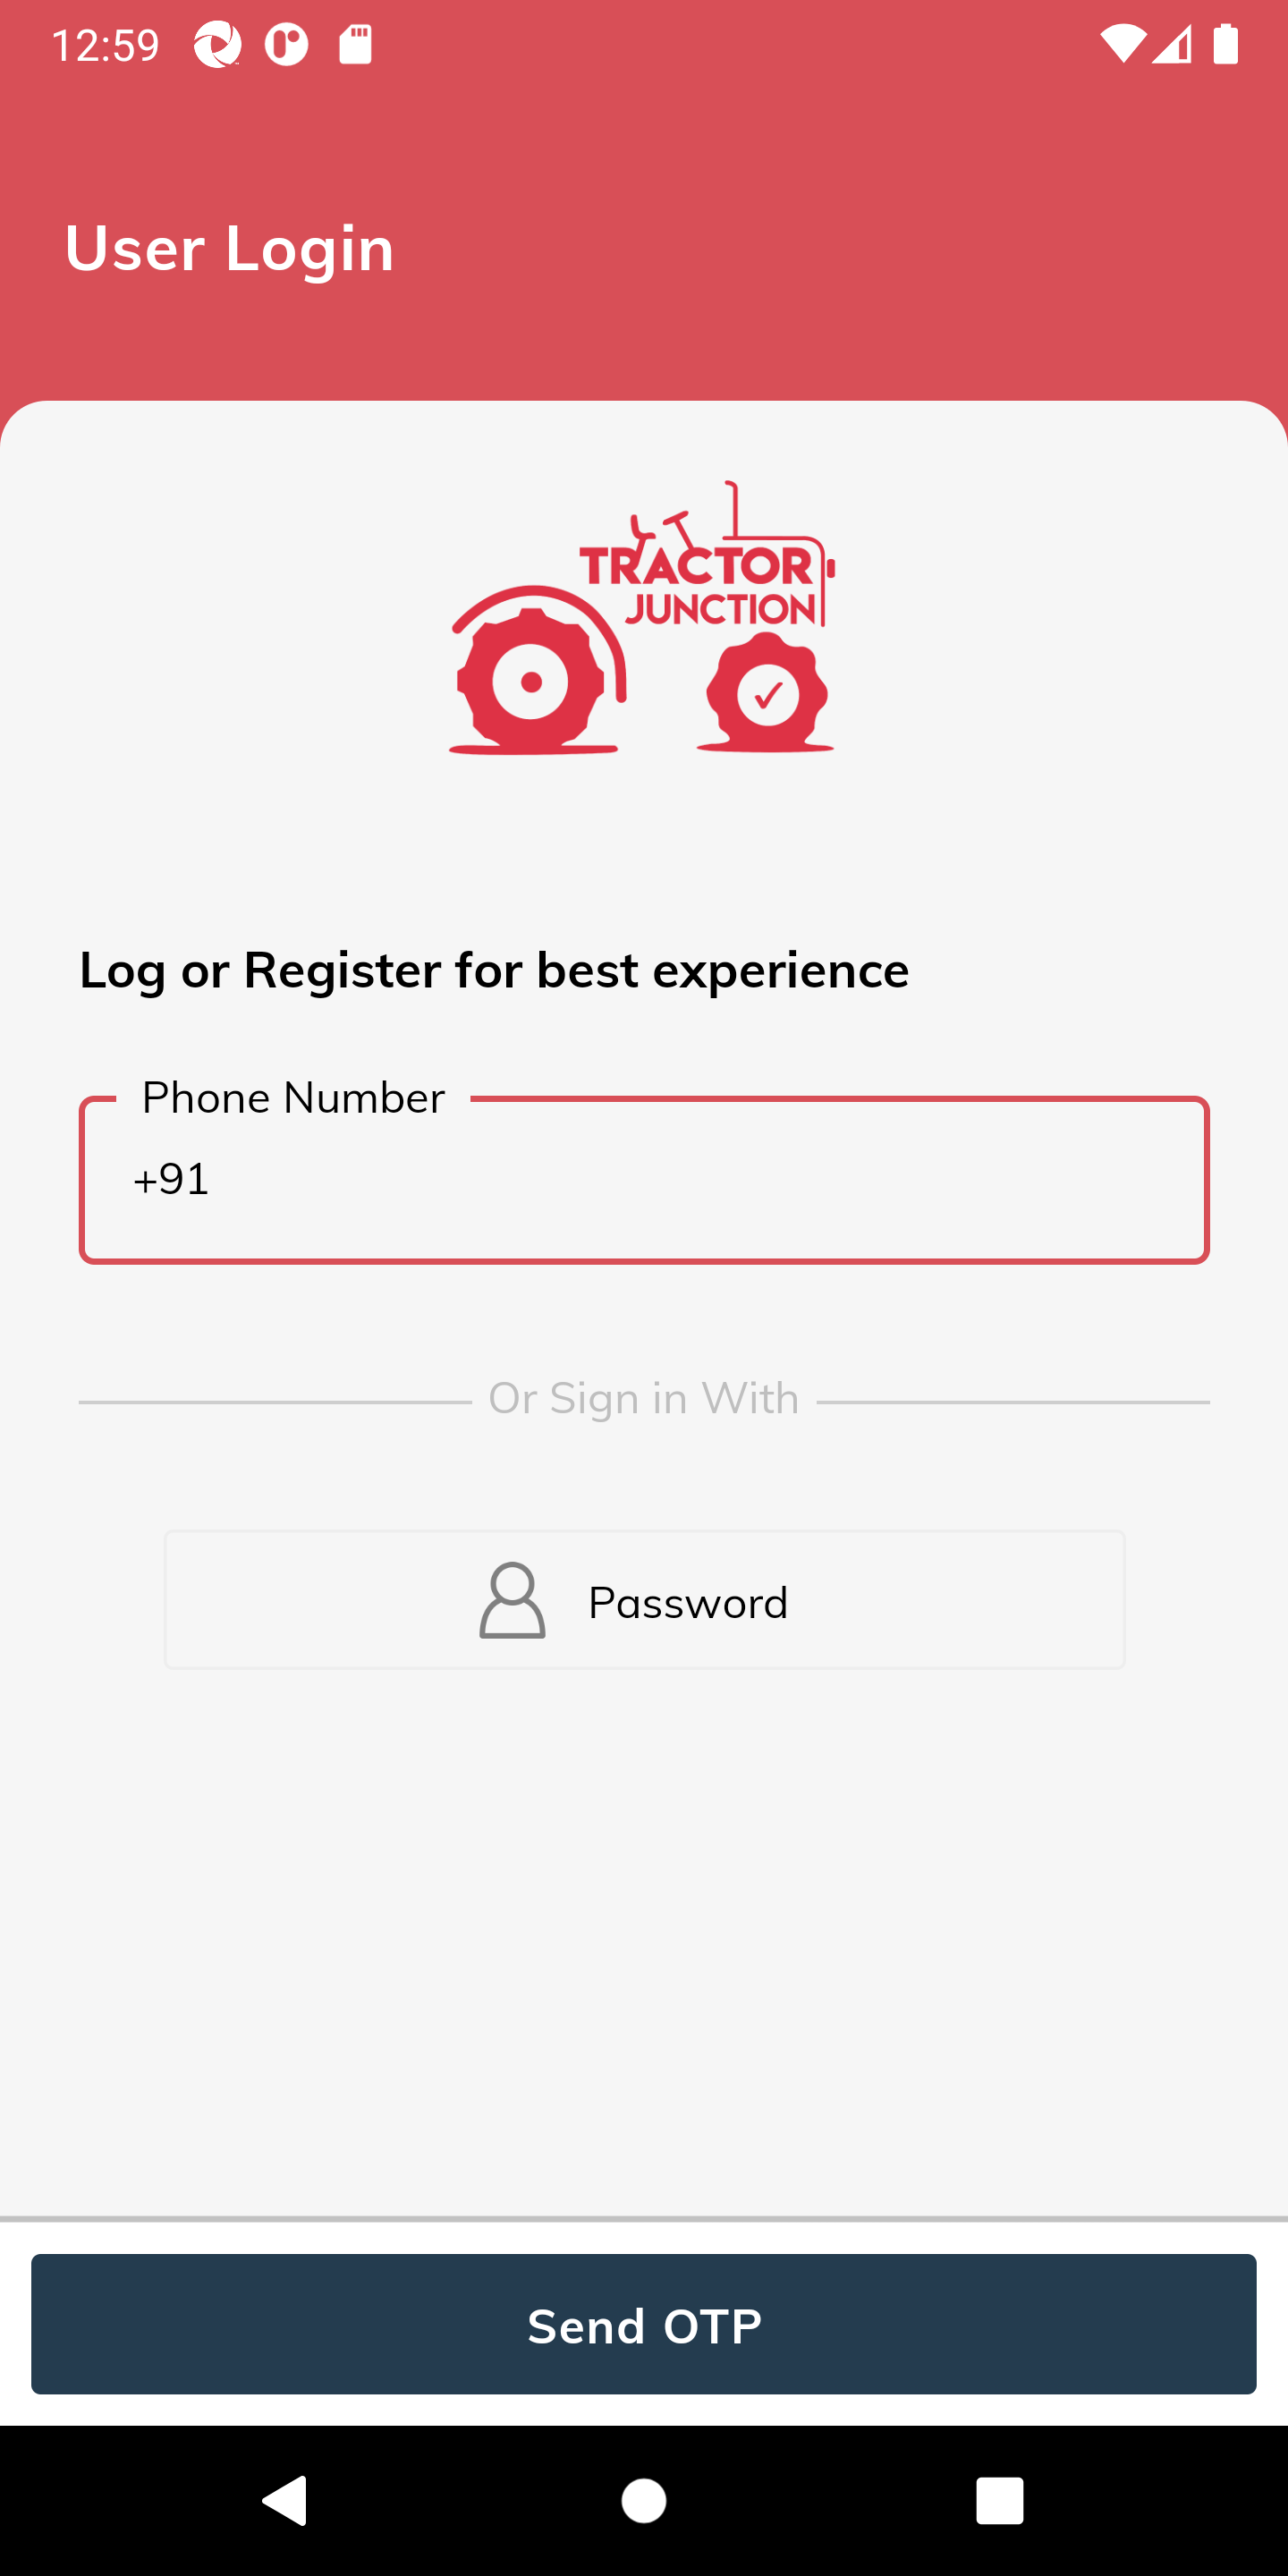 12:59
User Login
TRACTOR
JUNCTION
Log or Register for best experience
Phone Number
+91
Or Sign in With
Password
Send OTP